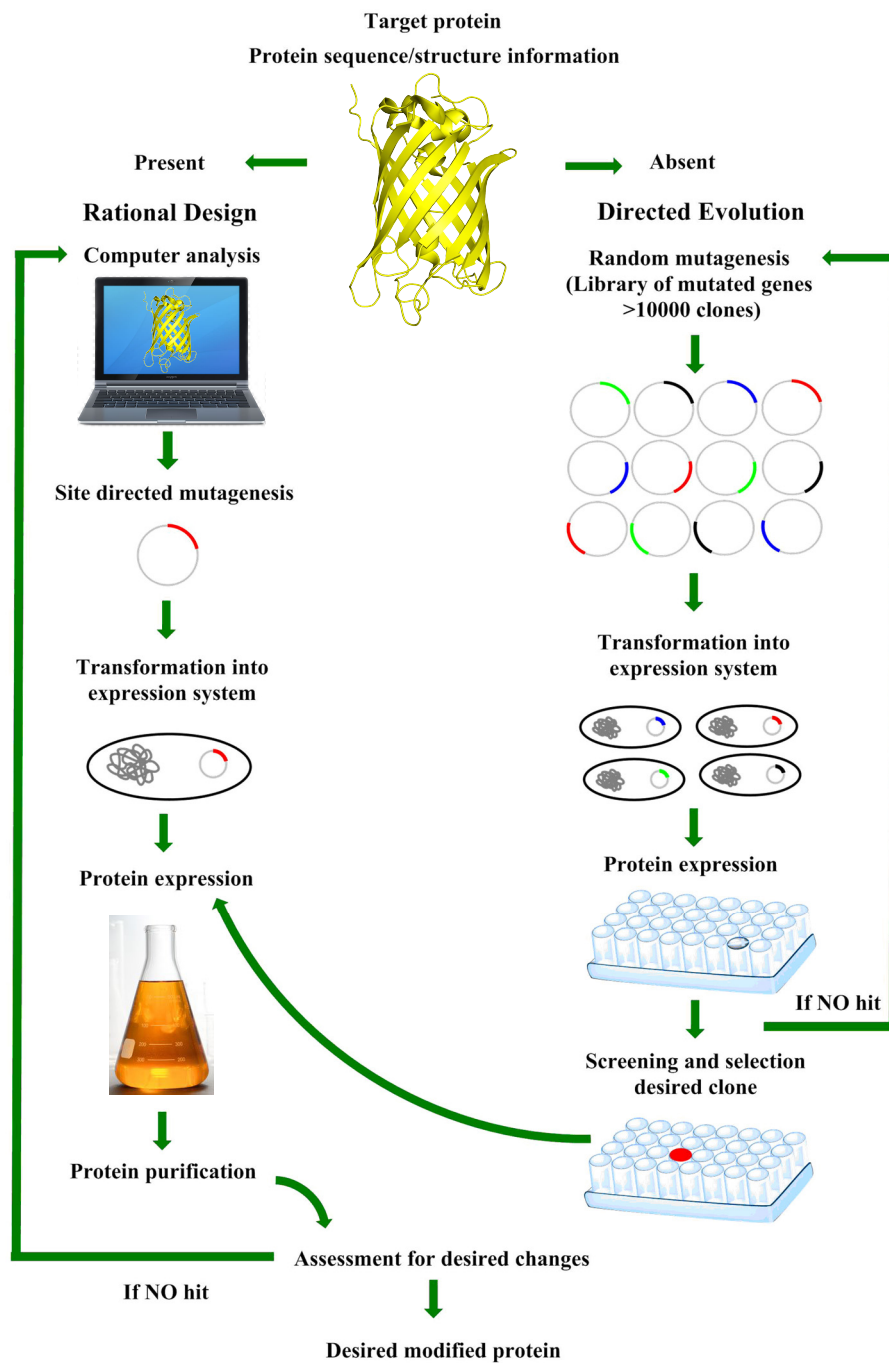 Target protein
Protein sequence/structure information
Present
Absent
Rational Design
Directed Evolution
Computer analysis
Random mutagenesis
(Library of mutated genes
>10000 clones)
Site directed mutagenesis
Transformation into
expression system
Transformation into
expression system
Protein expression
Protein expression
If NO hit
Screening and selection
desired clone
Protein purification
Assessment for desired changes
If NO hit
Desired modified protein